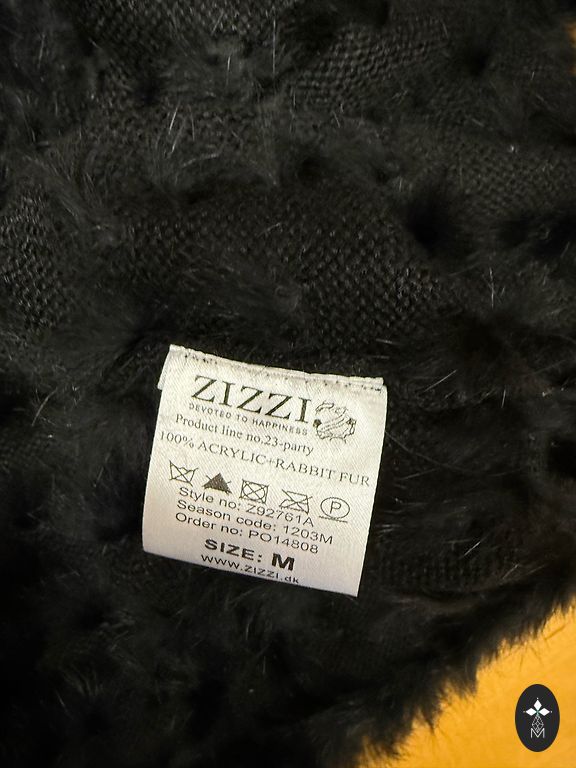 ZIZZI
DEVOTED TO HAPPINESS
Product line no.23-party
100% ACRYLIC+RABBIT FUR
P
Style no: Z92761A
Season code: 1203M
Order no: PO14808
SIZE: M
www.zizzi.dk
M